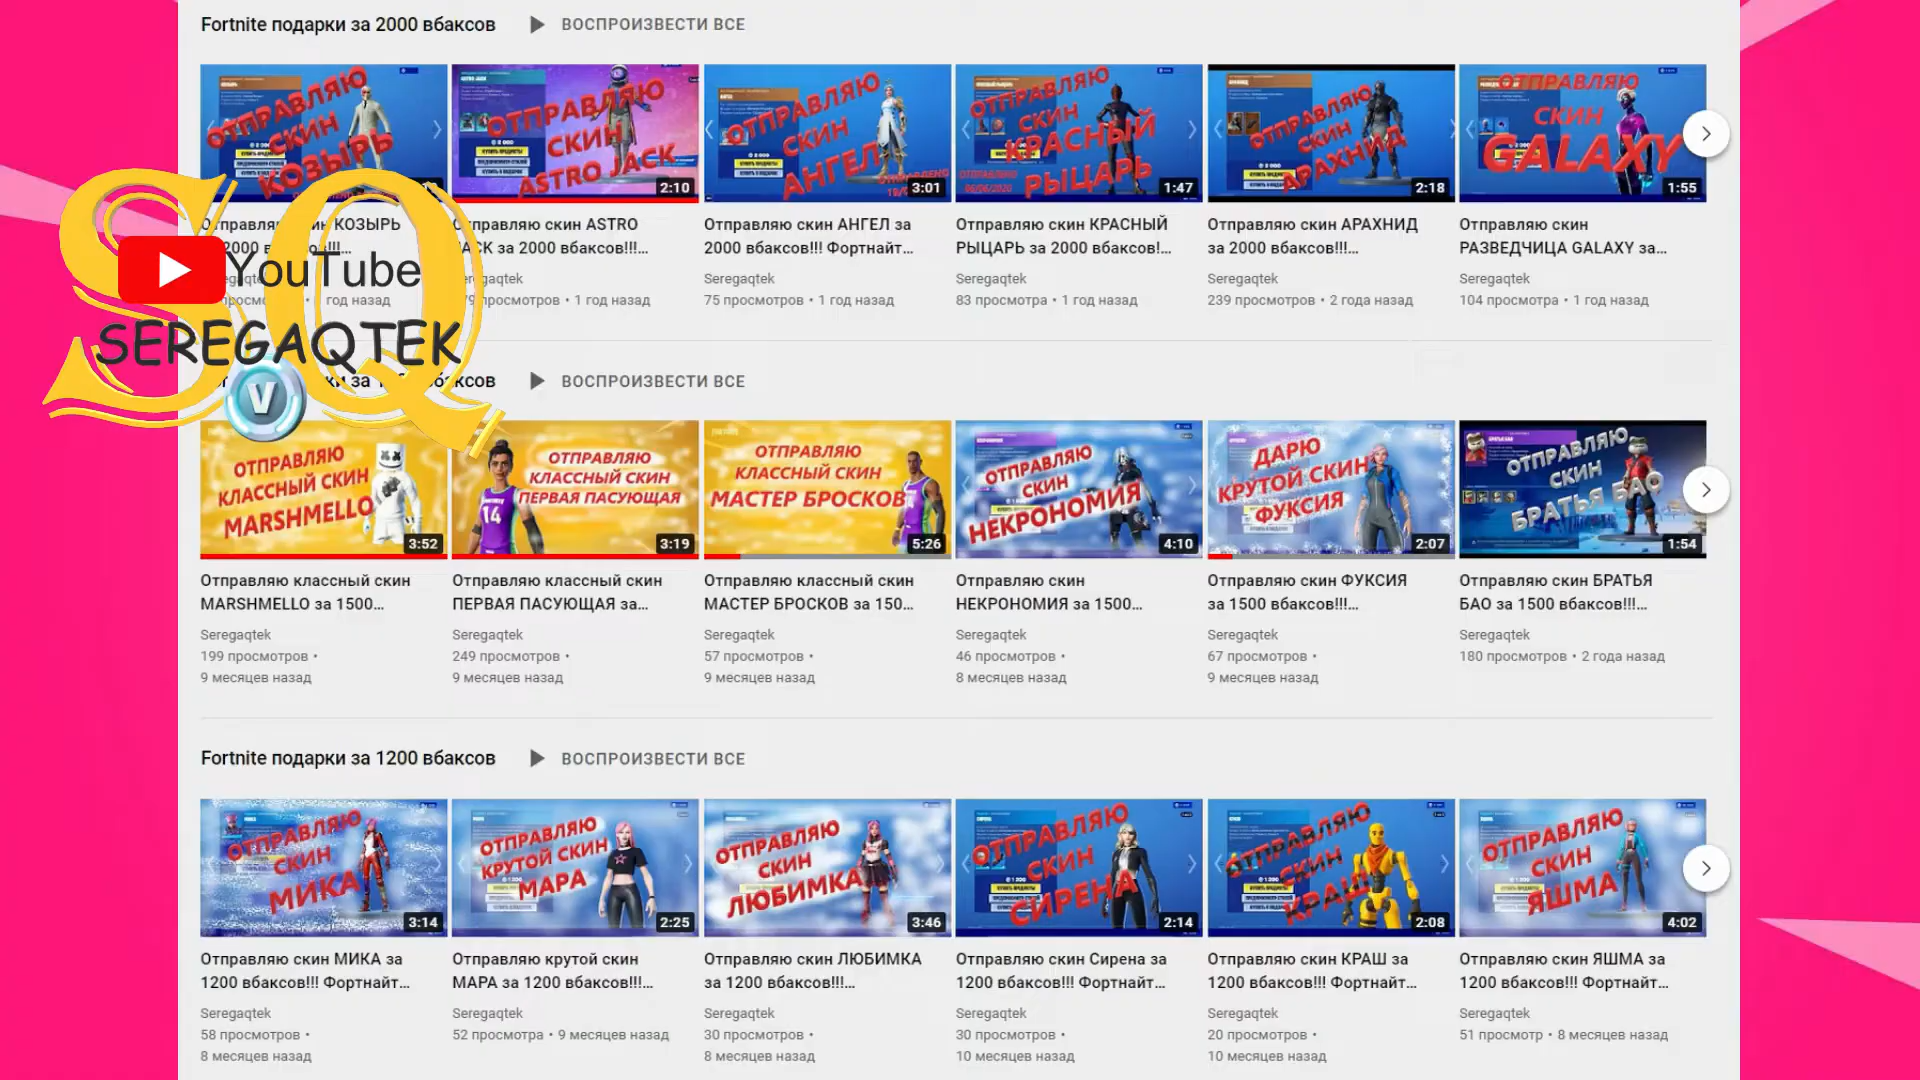 Fortnite подарки за 2000 вбаксов
ВОСПРОИЗВЕСТИ ВСЕ
ОТПРАВЛЯЮ
СКИН
КОЗЫРЬ
ОТПРАВЛЯЮ
СКИН
ASTRO JACK
2:10
ОТПРАВЛЯЮ
СКИН
АНГЕЛ
3:01
ОТПРАВЛЯЮ
СКИН
КРАСНЫЙ
РЫЦАРЬ
1:47
ОТПРАВЛЯЮ
СКИН
АРАХНИД
2:18
ОТПРАВЛЯЮ
СКИН
GALAXY
1:55
КОЗЫРЬ
ASTRO
за 2000 вбаксов!!!...
Отправляю скин АНГЕЛ за
2000 вбаксов!!! Фортнайт...
Отправляю скин КРАСНЫЙ
РЫЦАРЬ за 2000 вбаксов!...
Отправляю скин АРАХНИД
за 2000 вбаксов!!!...
Отправляю скин
РАЗВЕДЧИЦА GALAXY за...
Seregaqtek
Seregaqtek
Seregaqtek
Seregaqtek
год назад
просмотров • 1 год назад
75 просмотров • 1 год назад
83 просмотра • 1 год назад
239 просмотров • 2 года назад
104 просмотра • 1 год назад
SQ
YouTube
SEREGAQTEK
V
ВОСПРОИЗВЕСТИ ВСЕ
ОТПРАВЛЯЮ
КЛАССНЫЙ СКИН
MARSHMELLO
3:52
ОТПРАВЛЯЮ
КЛАССНЫЙ СКИН
ПЕРВАЯ ПАСУЮЩАЯ
14
3:19
ОТПРАВЛЯЮ
КЛАССНЫЙ СКИН
МАСТЕР БРОСКОВ
5:26
ОТПРАВЛЯЮ
СКИН
НЕКРОНОМИЯ
4:10
ДАРЮ
КРУТОЙ СКИН
ФУКСИЯ
2:07
ОТПРАВЛЯЮ
СКИН
БРАТЬЯ БАО
1:54
Отправляю классный скин
MARSHMELLO за 1500...
Отправляю классный скин
ПЕРВАЯ ПАСУЮЩАЯ за...
Отправляю классный скин
МАСТЕР БРОСКОВ за 150...
Отправляю скин
НЕКРОНОМИЯ за 1500...
Отправляю скин ФУКСИЯ
за 1500 вбаксов!!!...
Отправляю скин БРАТЬЯ
БАО за 1500 вбаксов!!!...
Seregaqtek
Seregaqtek
Seregaqtek
Seregaqtek
Seregaqtek
Seregaqtek
199 просмотров •
9 месяцев назад
249 просмотров •
9 месяцев назад
57 просмотров •
9 месяцев назад
46 просмотров •
8 месяцев назад
67 просмотров •
9 месяцев назад
180 просмотров • 2 года назад
Fortnite подарки за 1200 вбаксов
ВОСПРОИЗВЕСТИ ВСЕ
ОТПРАВЛЯЮ
СКИН
МИКА
3:14
ОТПРАВЛЯЮ
КРУТОЙ СКИН
МАРА
2:25
ОТПРАВЛЯЮ
СКИН
ЛЮБИМКА
3:46
ОТПРАВЛЯЮ
СКИН
СИРЕНА
2:14
ОТПРАВЛЯЮ
СКИН
КРАШ
2:08
ОТПРАВЛЯЮ
СКИН
ЯШМА
4:02
Отправляю скин МИКА за
1200 вбаксов!!! Фортнайт...
Отправляю крутой скин
МАРА за 1200 вбаксов!!!...
Отправляю скин ЛЮБИМКА
за 1200 вбаксов!!!...
Отправляю скин Сирена за
1200 вбаксов!!! Фортнайт...
Отправляю скин КРАШ за
1200 вбаксов!!! Фортнайт...
Отправляю скин ЯШМА за
1200 вбаксов!!! Фортнайт...
Seregaqtek
Seregaqtek
Seregaqtek
Seregaqtek
Seregaqtek
Seregaqtek
58 просмотров •
8 месяцев назад
52 просмотра • 9 месяцев назад
30 просмотров •
8 месяцев назад
30 просмотров •
10 месяцев назад
20 просмотров •
10 месяцев назад
51 просмотр • 8 месяцев назад